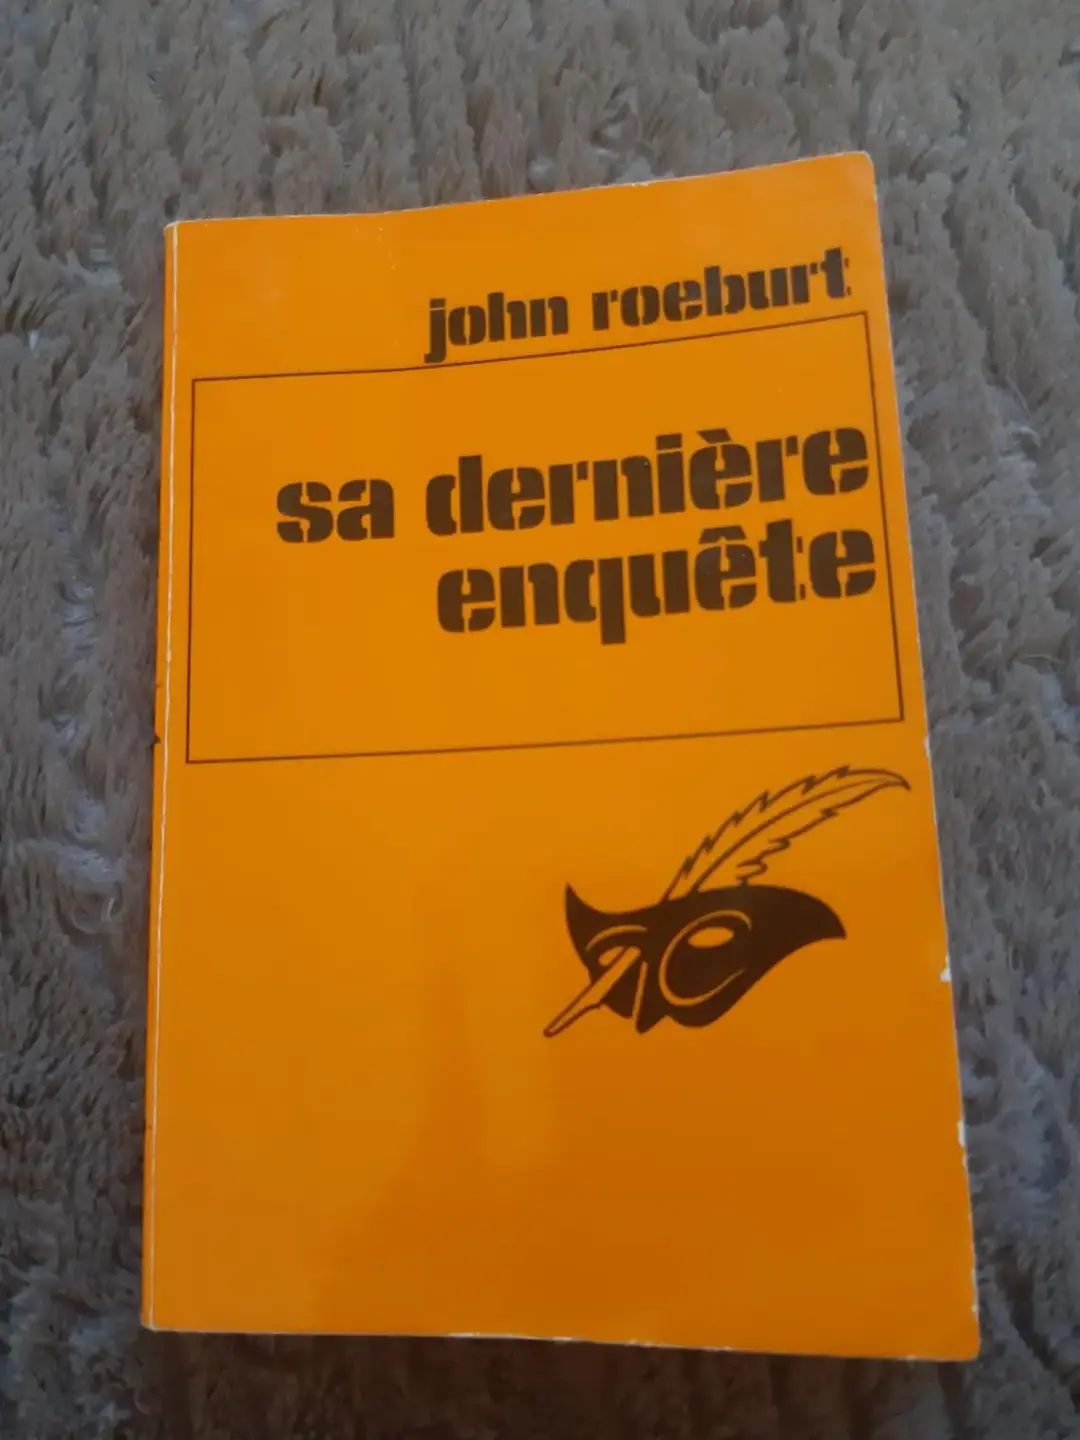 john roeburt
sa dernière
enquête